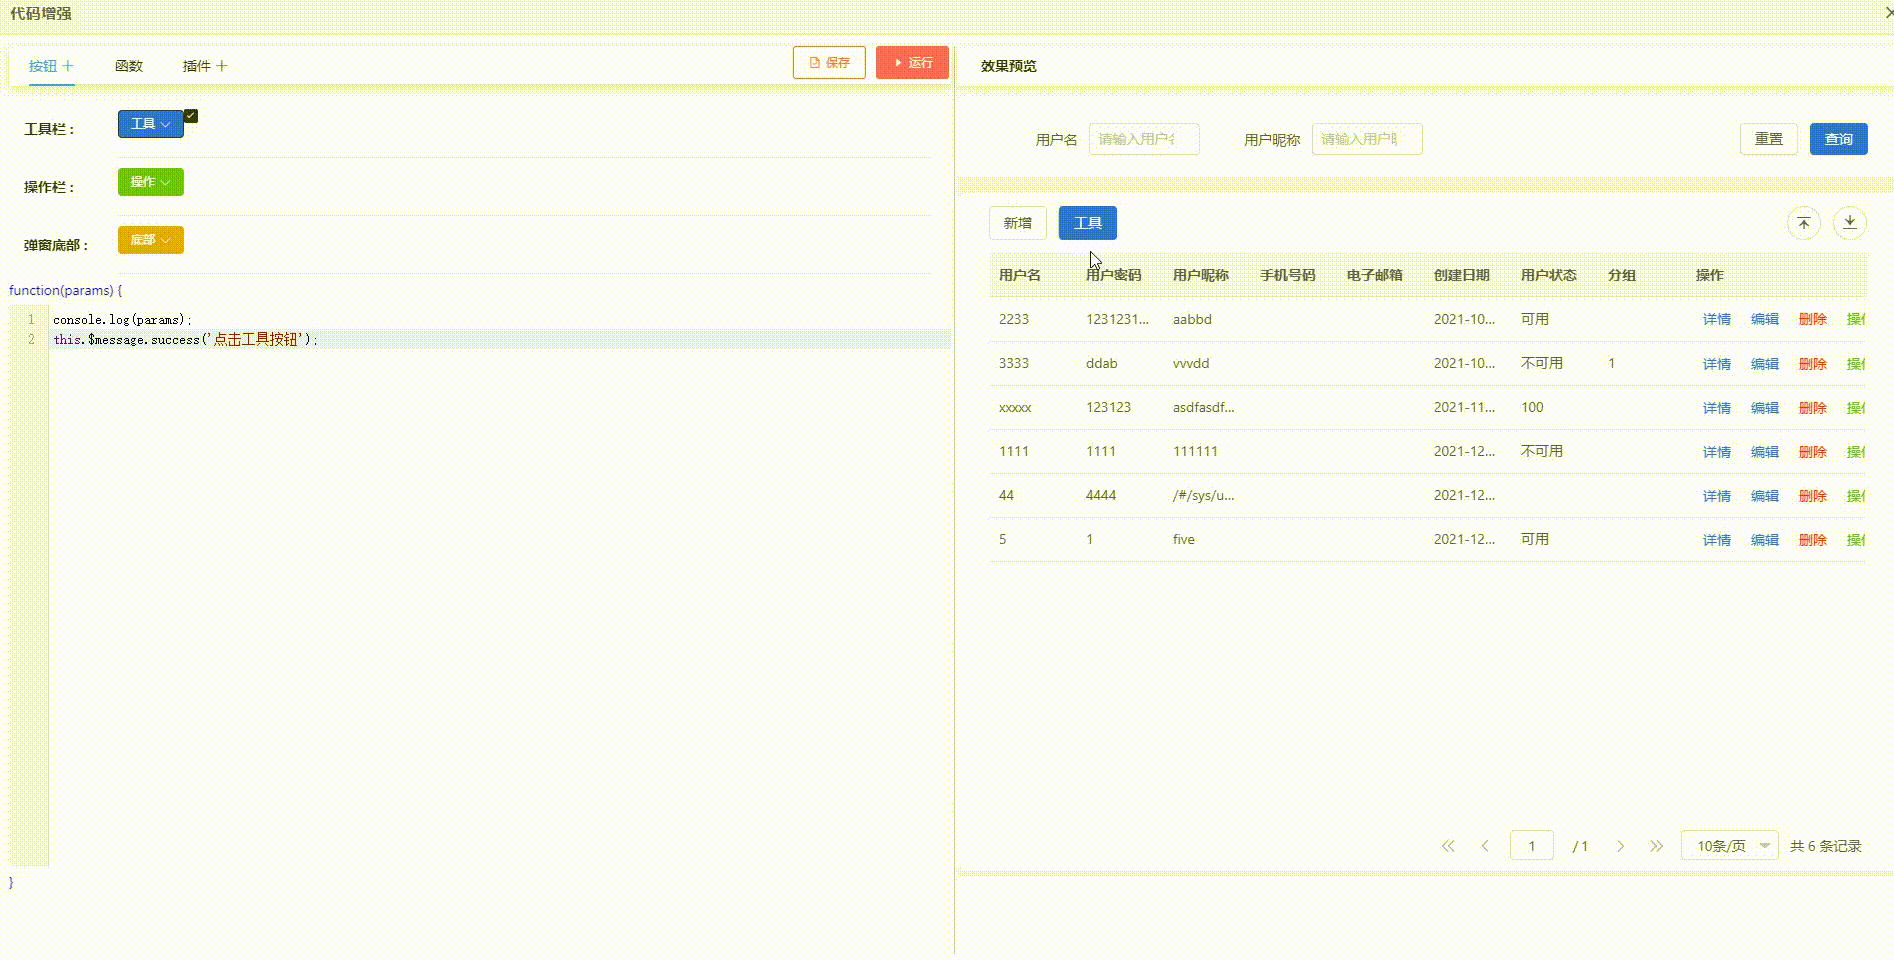 代码增强
按钮 函数 插件 保存 运行
工具栏： 工具
操作栏： 操作
弹窗底部： 底部
function(params) {
1 console.log(params);
2 this.$message.success('点击工具按钮');
}
效果预览
用户名 请输入用户 用户昵称 请输入用户 重置 查询
新增 工具
用户名 用户密码 用户昵称 手机号码 电子邮箱 创建日期 用户状态 分组 操作
2233 1231231... aabbd 2021-10... 可用 详情 编辑 删除 操
3333 ddab vvvdd 2021-10... 不可用 1 详情 编辑 删除 操
xxxxx 123123 asdfasdf... 2021-11... 100 详情 编辑 删除 操
1111 1111 111111 2021-12... 不可用 详情 编辑 删除 操
44 4444 /#/sys/u... 2021-12... 详情 编辑 删除 操
5 1 five 2021-12... 可用 详情 编辑 删除 操
1 / 1 10条/页 共 6 条记录